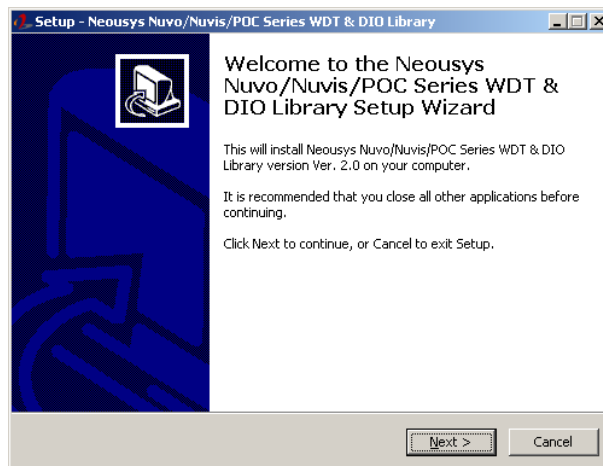 Setup - Neousys Nuvo/Nuvis/POC Series WDT & DIO Library
Welcome to the Neousys
Nuvo/Nuvis/POC Series WDT &
DIO Library Setup Wizard
This will install Neousys Nuvo/Nuvis/POC Series WDT & DIO
Library version Ver. 2.0 on your computer.
It is recommended that you close all other applications before
continuing.
Click Next to continue, or Cancel to exit Setup.
Next >
Cancel